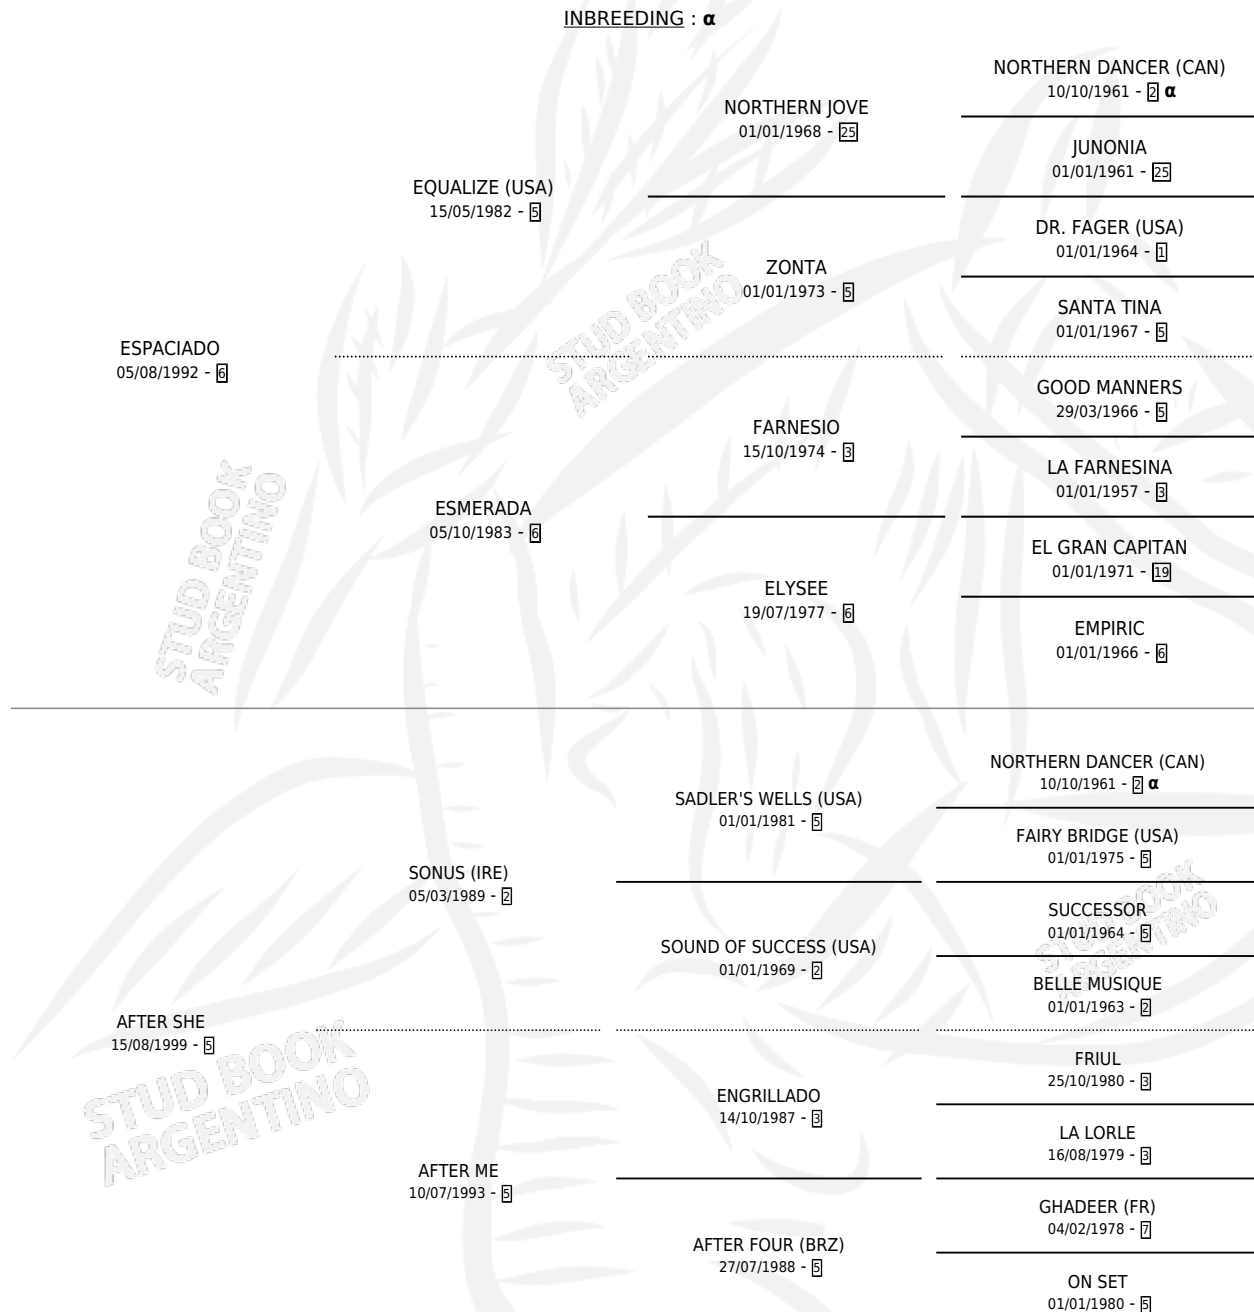 INBREEDING : α
NORTHERN DANCER (CAN)
10/10/1961 - 2 α
NORTHERN JOVE
01/01/1968 - 25
JUNONIA
01/01/1961 - 25
EQUALIZE (USA)
15/05/1982 - 5
DR. FAGER (USA)
01/01/1964 - 1
ZONTA
01/01/1973 - 5
SANTA TINA
01/01/1967 - 5
ESPACIADO
05/08/1992 - 6
GOOD MANNERS
29/03/1966 - 5
FARNESIO
15/10/1974 - 3
LA FARNESINA
01/01/1957 - 3
ESMERADA
05/10/1983 - 6
EL GRAN CAPITAN
01/01/1971 - 19
ELYSEE
19/07/1977 - 6
EMPIRIC
01/01/1966 - 6
STUD BOOK
ARGENTINO
STUD BOOK
ARGENTINO
NORTHERN DANCER (CAN)
10/10/1961 - 2 α
SADLER'S WELLS (USA)
01/01/1981 - 5
FAIRY BRIDGE (USA)
01/01/1975 - 5
SONUS (IRE)
05/03/1989 - 2
SUCCESSOR
01/01/1964 - 5
SOUND OF SUCCESS (USA)
01/01/1969 - 2
BELLE MUSIQUE
01/01/1963 - 2
AFTER SHE
15/08/1999 - 5
FRIUL
25/10/1980 - 3
ENGRILLADO
14/10/1987 - 3
LA LORLE
16/08/1979 - 3
AFTER ME
10/07/1993 - 5
GHADEER (FR)
04/02/1978 - 7
AFTER FOUR (BRZ)
27/07/1988 - 5
ON SET
01/01/1980 - 5
STUD BOOK
ARGENTINO
STUD BOOK
ARGENTINO